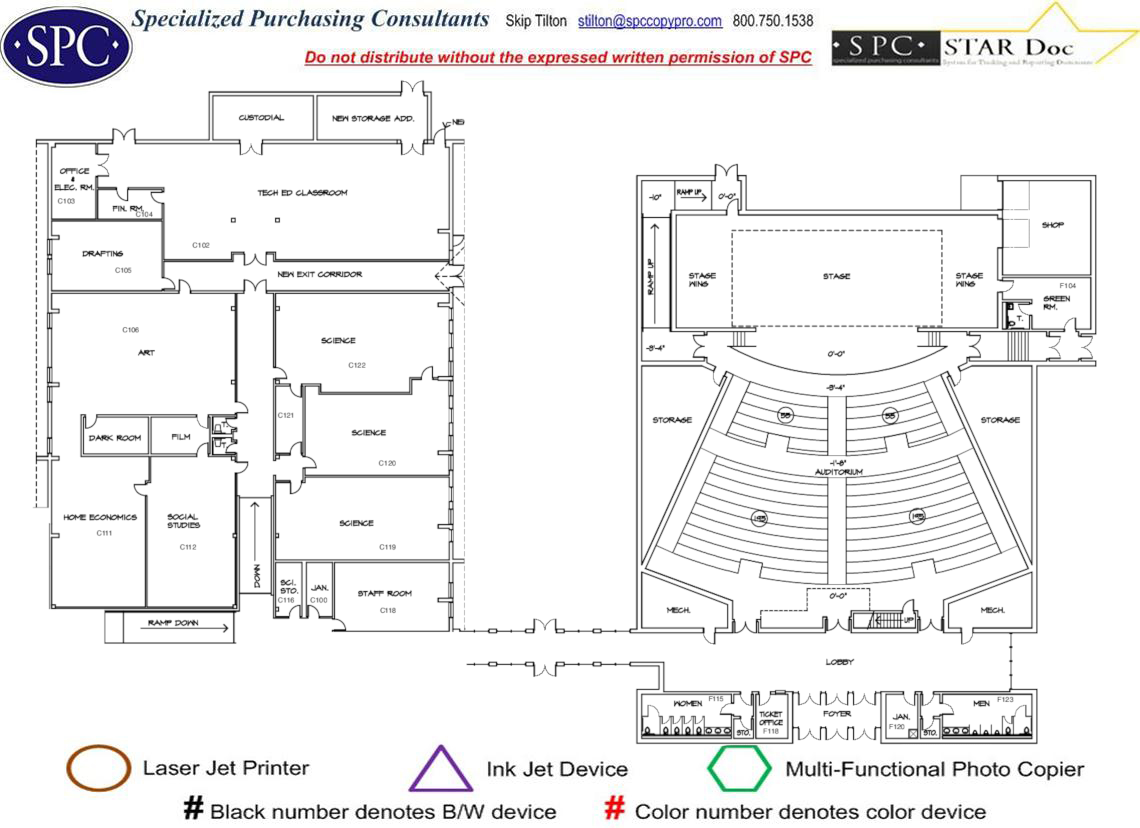 SPC
Specialized Purchasing Consultants Skip Tilton stilton@spccopypro.com 800.750.1538
Do not distribute without the expressed written permission of SPC
SPC
specialized purchasing consultants
STAR Doc
System for Tracking and Reporting Documents
CUSTODIAL
NEW STORAGE ADD.
OFFICE
&
ELEC. RM.
C103
FIN. RM.
C104
TECH ED CLASSROOM
C102
DRAFTING
C105
NEW EXIT CORRIDOR
C106
ART
SCIENCE
C122
C121
DARK ROOM
FILM
T.
T.
SCIENCE
C120
HOME ECONOMICS
C111
SOCIAL
STUDIES
C112
SCIENCE
C119
DOWN
SCI.
STO.
C116
JAN.
C100
STAFF ROOM
C118
RAMP DOWN
-10"
RAMP UP
0'-0"
RAMP UP
STAGE
WING
STAGE
STAGE
WING
SHOP
F104
GREEN
RM.
T.
-3'-4"
0'-0"
-3'-4"
STORAGE
STORAGE
-1'-8"
AUDITORIUM
0'-0"
UP
MECH.
MECH.
LOBBY
WOMEN
F115
STO.
TICKET
OFFICE
F118
FOYER
JAN.
F120
STO.
MEN
F123
Laser Jet Printer
Ink Jet Device
Multi-Functional Photo Copier
# Black number denotes B/W device
# Color number denotes color device